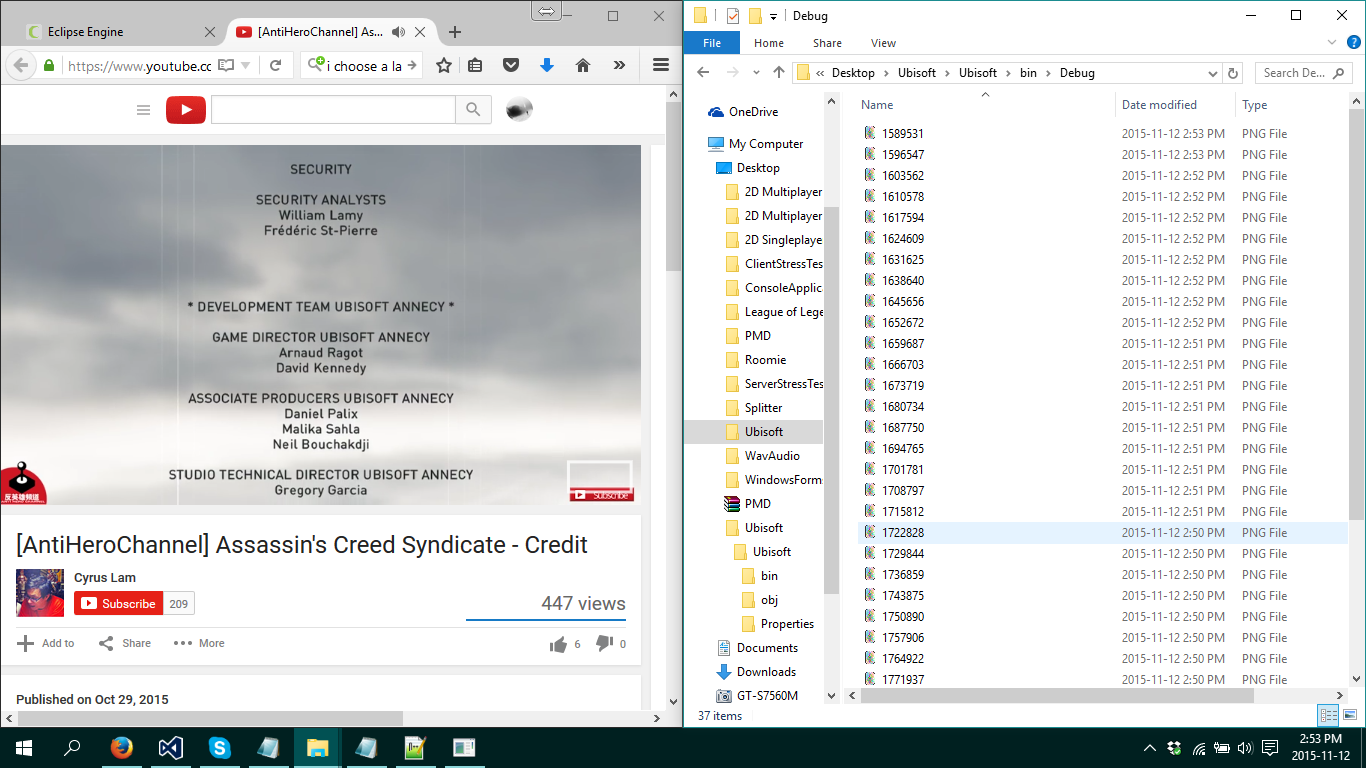 Eclipse Engine
[AntiHeroChannel] As...
https://www.youtube.cc
i choose a la
SECURITY
SECURITY ANALYSTS
William Lamy
Frédéric St-Pierre
* DEVELOPMENT TEAM UBISOFT ANNECY *
GAME DIRECTOR UBISOFT ANNECY
Arnaud Ragot
David Kennedy
ASSOCIATE PRODUCERS UBISOFT ANNECY
Daniel Palix
Malika Sahla
Neil Bouchakdji
STUDIO TECHNICAL DIRECTOR UBISOFT ANNECY
Gregory Garcia
反英雄頻道
Subscribe
[AntiHeroChannel] Assassin's Creed Syndicate - Credit
Cyrus Lam
Subscribe 209
447 views
Add to Share More 6 0
Published on Oct 29, 2015
Debug
File Home Share View
« Desktop > Ubisoft > Ubisoft > bin > Debug
Search De...
OneDrive
My Computer
Desktop
2D Multiplayer
2D Multiplayer
2D Singleplaye
ClientStressTes
ConsoleApplica
League of Lege
PMD
Roomie
ServerStressTes
Splitter
Ubisoft
WavAudio
WindowsForm
PMD
Ubisoft
Ubisoft
bin
obj
Properties
Documents
Downloads
GT-S7560M
Name Date modified Type
1589531 2015-11-12 2:53 PM PNG File
1596547 2015-11-12 2:53 PM PNG File
1603562 2015-11-12 2:52 PM PNG File
1610578 2015-11-12 2:52 PM PNG File
1617594 2015-11-12 2:52 PM PNG File
1624609 2015-11-12 2:52 PM PNG File
1631625 2015-11-12 2:52 PM PNG File
1638640 2015-11-12 2:52 PM PNG File
1645656 2015-11-12 2:52 PM PNG File
1652672 2015-11-12 2:52 PM PNG File
1659687 2015-11-12 2:51 PM PNG File
1666703 2015-11-12 2:51 PM PNG File
1673719 2015-11-12 2:51 PM PNG File
1680734 2015-11-12 2:51 PM PNG File
1687750 2015-11-12 2:51 PM PNG File
1694765 2015-11-12 2:51 PM PNG File
1701781 2015-11-12 2:51 PM PNG File
1708797 2015-11-12 2:51 PM PNG File
1715812 2015-11-12 2:51 PM PNG File
1722828 2015-11-12 2:50 PM PNG File
1729844 2015-11-12 2:50 PM PNG File
1736859 2015-11-12 2:50 PM PNG File
1743875 2015-11-12 2:50 PM PNG File
1750890 2015-11-12 2:50 PM PNG File
1757906 2015-11-12 2:50 PM PNG File
1764922 2015-11-12 2:50 PM PNG File
1771937 2015-11-12 2:50 PM PNG File
37 items
2:53 PM
2015-11-12